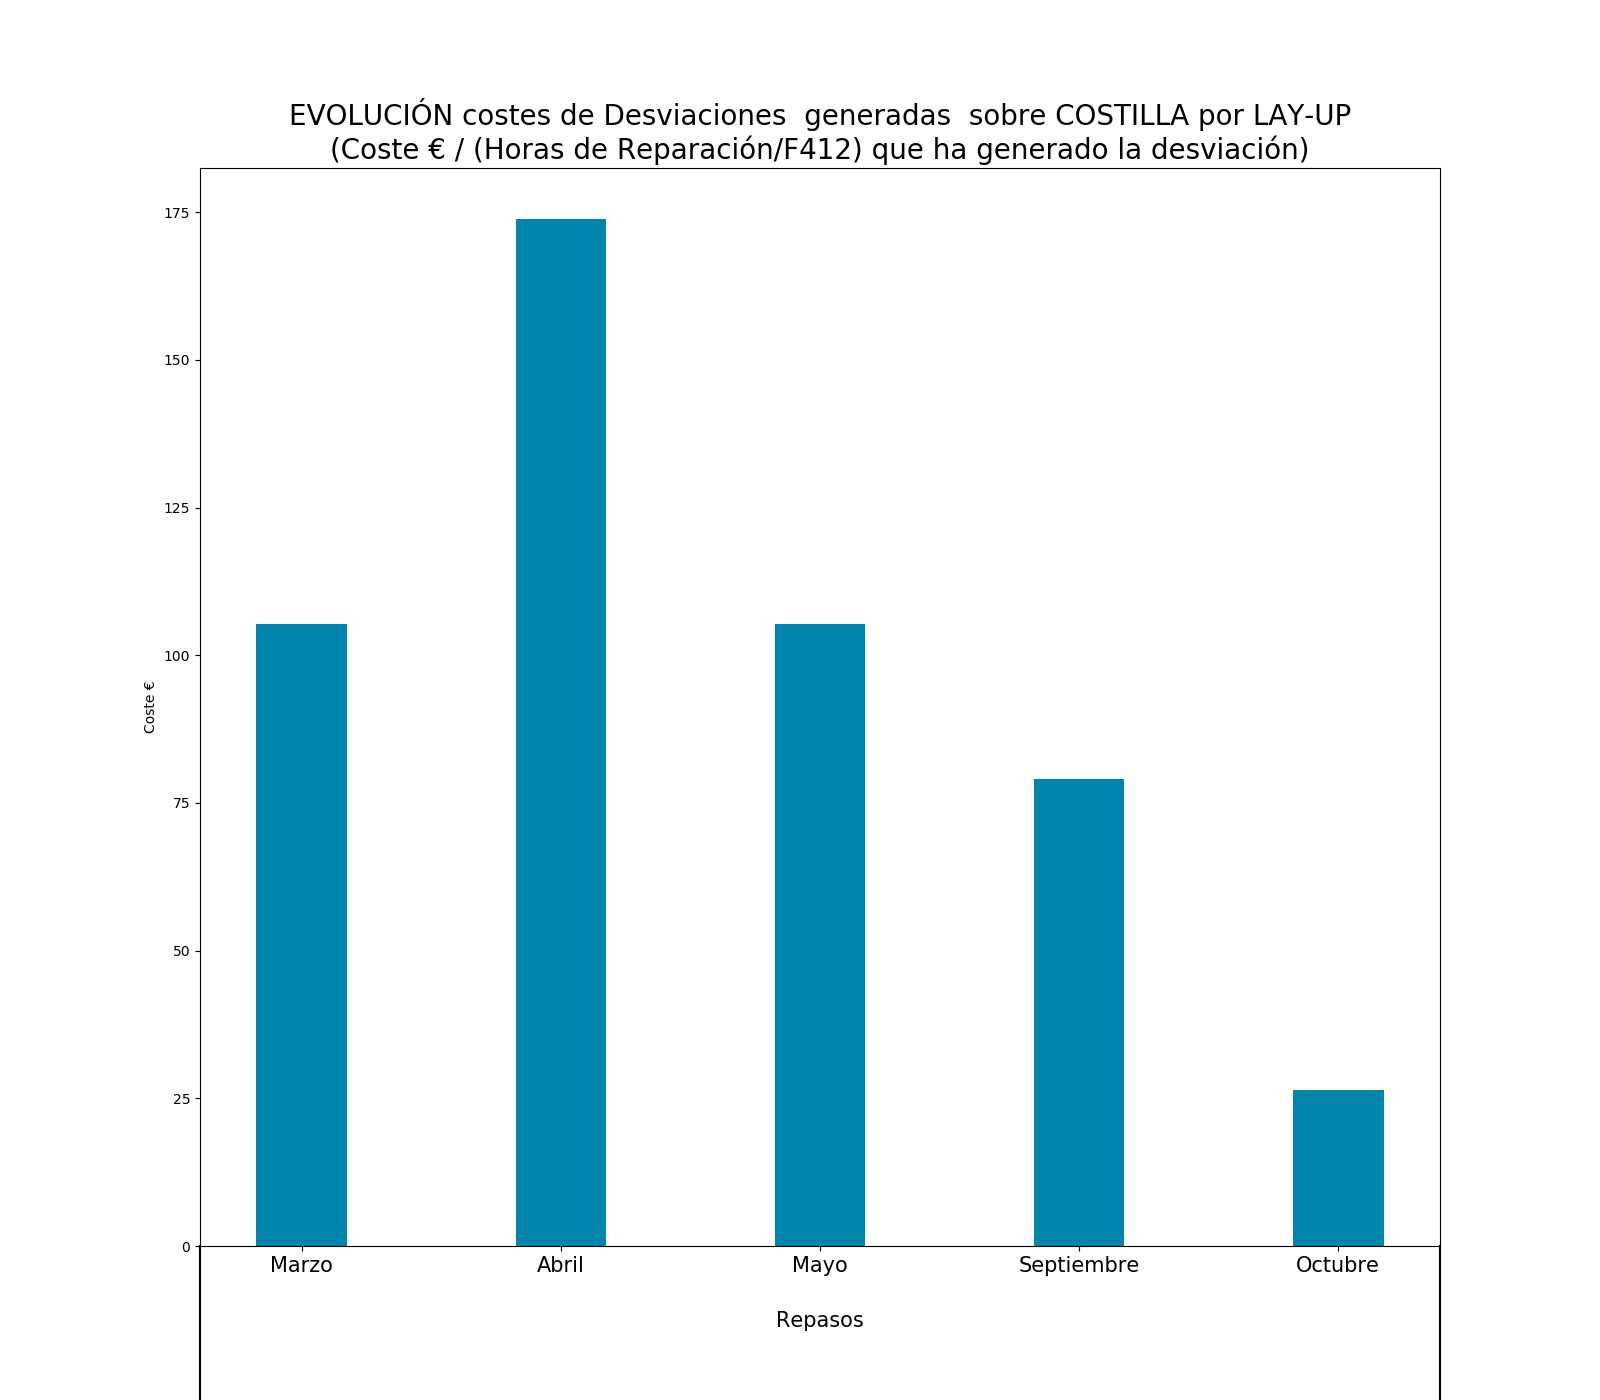 EVOLUCIÓN costes de Desviaciones  generadas  sobre COSTILLA por LAY-UP
(Coste € / (Horas de Reparación/F412) que ha generado la desviación)
175
150
125
100
75
50
25
0
Coste €
Marzo Abril Mayo Septiembre Octubre
Repasos